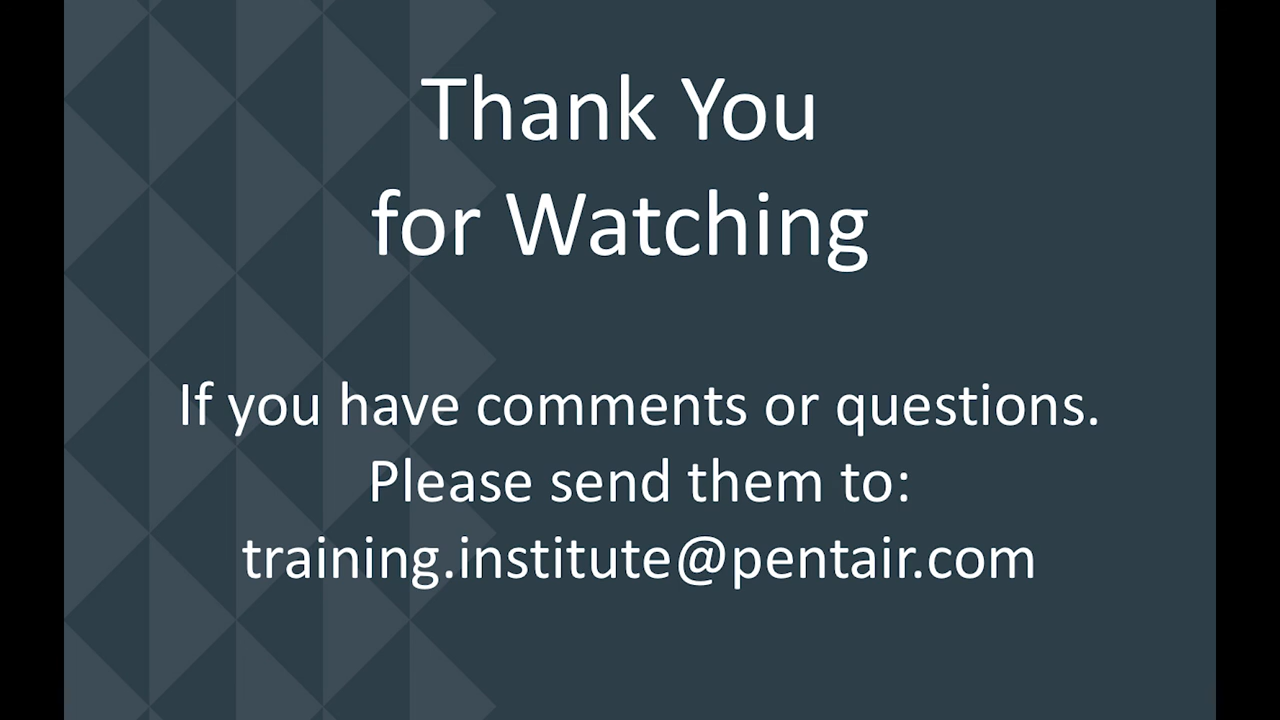 Thank You
for Watching
If you have comments or questions.
Please send them to:
training.institute@pentair.com